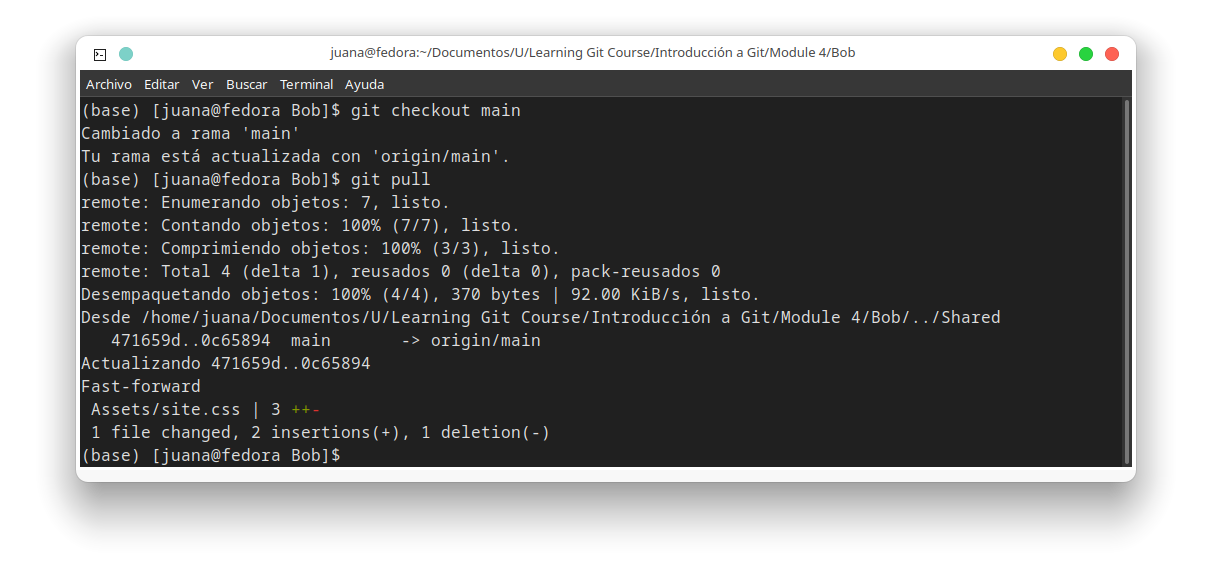 juana@fedora:~/Documentos/U/Learning Git Course/Introducción a Git/Module 4/Bob
Archivo Editar Ver Buscar Terminal Ayuda
(base) [juana@fedora Bob]$ git checkout main
Cambiado a rama 'main'
Tu rama está actualizada con 'origin/main'.
(base) [juana@fedora Bob]$ git pull
remote: Enumerando objetos: 7, listo.
remote: Contando objetos: 100% (7/7), listo.
remote: Comprimiendo objetos: 100% (3/3), listo.
remote: Total 4 (delta 1), reusados 0 (delta 0), pack-reusados 0
Desempaquetando objetos: 100% (4/4), 370 bytes | 92.00 KiB/s, listo.
Desde /home/juana/Documentos/U/Learning Git Course/Introducción a Git/Module 4/Bob/../Shared
   471659d..0c65894  main       -> origin/main
Actualizando 471659d..0c65894
Fast-forward
 Assets/site.css | 3 ++-
 1 file changed, 2 insertions(+), 1 deletion(-)
(base) [juana@fedora Bob]$